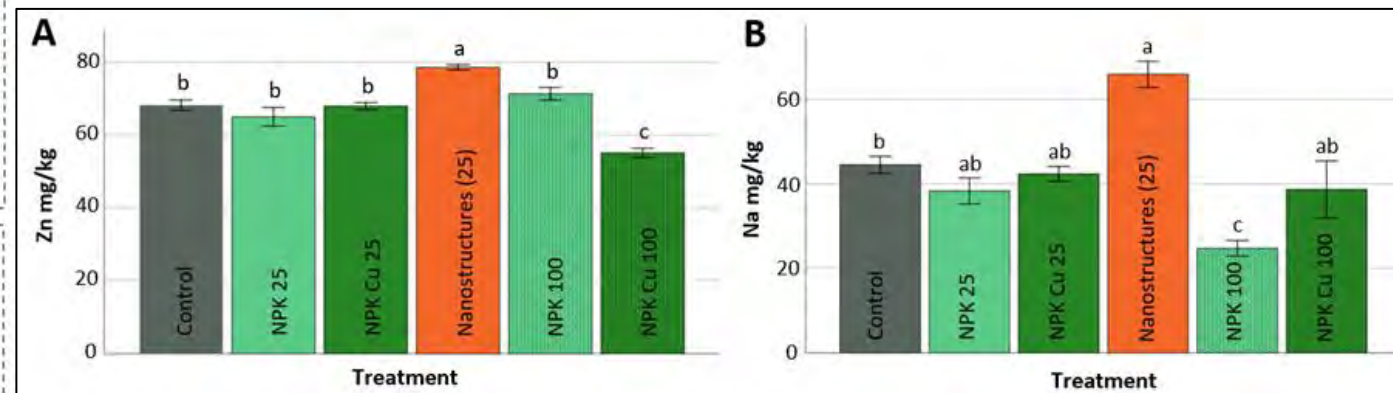 A
Zn mg/kg
80
60
40
20
0
b
b
b
a
b
c
Control
NPK 25
NPK Cu 25
Nanostructures (25)
NPK 100
NPK Cu 100
Treatment
B
Na mg/kg
60
40
20
0
b
ab
ab
a
c
ab
Control
NPK 25
NPK Cu 25
Nanostructures (25)
NPK 100
NPK Cu 100
Treatment